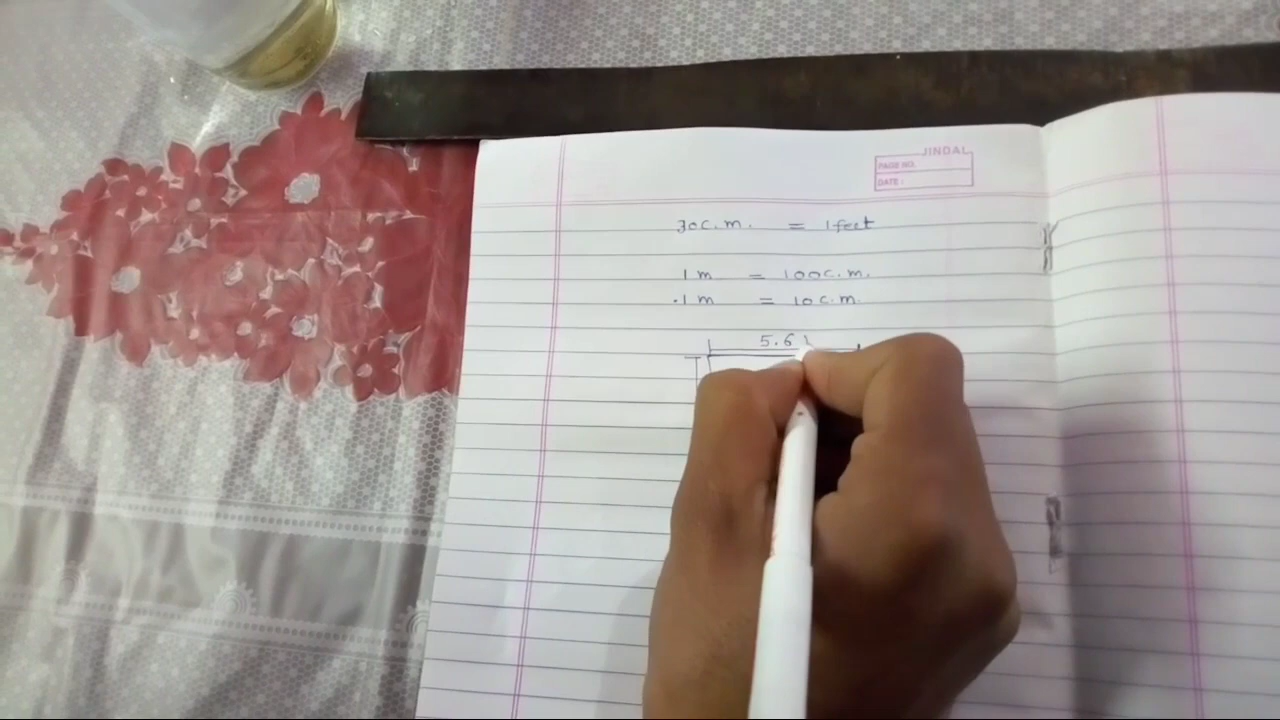 JINDAL
PAGE NO.
DATE :
30C.m. = 1feet
1 m = 100C.m.
.1 m = 10C.m.
5.6